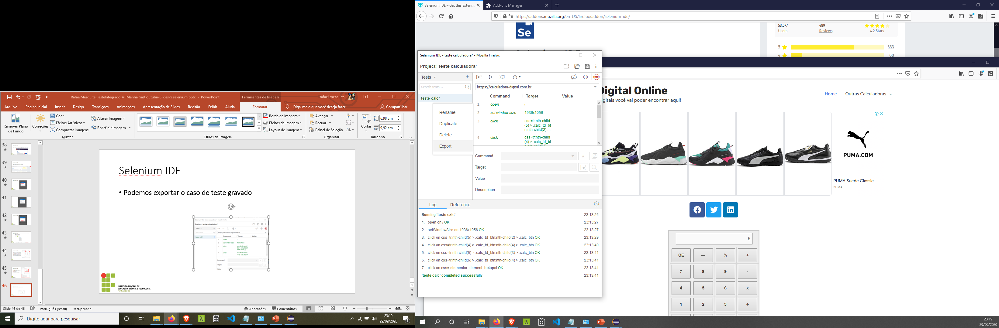 RafaelMesquita_TesteIntegrado_4TIManha_5a9_outubri-Slides-5 selenium.pptx - PowerPoint
Ferramentas de Imagem
rafael mesquita
Arquivo Página Inicial Inserir Design Transições Animações Apresentação de Slides Revisão Exibir Ajuda Formatar Diga-me o que você deseja fazer Compartilhar
Remover Plano de Fundo
Correções
Cor
Efeitos Artísticos
Compactar Imagens
Alterar Imagem
Redefinir Imagem
Ajustar
Estilos de Imagem
Borda de Imagem
Efeitos de Imagem
Layout de Imagem
Avançar
Recuar
Painel de Seleção
Organizar
Cortar
6,98 cm
9,92 cm
Tamanho
38
39
40
41
42
43
44
45
46
Selenium IDE
• Podemos exportar o caso de teste gravado
Project: teste calculadora*
INSTITUTO FEDERAL DE
EDUCAÇÃO, CIÊNCIA E TECNOLOGIA
PERNAMBUCO
Slide 46 de 46 Português (Brasil) Recuperado Anotações Comentários 66%
Digite aqui para pesquisar
23:19
29/09/2020
Selenium IDE – Get this Extensi
Add-ons Manager
https://addons.mozilla.org/en-US/firefox/addon/selenium-ide/
Se
53,577 489
Users Reviews 4.2 Stars
5 333
4 60
Selenium IDE - teste calculadora* - Mozilla Firefox
Project: teste calculadora*
Tests
REC
Search tests...
https://calculadora-digital.com.br
teste calc*
Rename
Duplicate
Delete
Export
Command Target Value
1 open /
2 set window size 1936x1056
3 click css=tr:nth-child
(5) > .calc_td_bt
n:nth-child(2) ...
4 click css=tr:nth-child
(4) > .calc_td_bt
Command
Target
Value
Description
Log Reference
Running 'teste calc' 23:13:26
1. open on / OK 23:13:27
2. setWindowSize on 1936x1056 OK 23:13:27
3. click on css=tr:nth-child(5) > .calc_td_btn:nth-child(2) > .calc_btn OK 23:13:29
4. click on css=tr:nth-child(4) > .calc_td_btn:nth-child(4) > .calc_btn OK 23:13:40
5. click on css=tr:nth-child(5) > .calc_td_btn:nth-child(3) > .calc_btn OK 23:13:41
6. click on css=tr:nth-child(6) > .calc_td_btn:nth-child(4) > .calc_btn OK 23:13:41
7. click on css=.elementor-element-1u4upoi OK 23:13:41
'teste calc' completed successfully 23:13:41
Digital Online
igitais você vai poder encontrar aqui!
Home Outras Calculadoras
PUMA.COM
PUMA Suede Classic
PUMA
6
CE ← % +
7 8 9 -
4 5 6 x
1 2 3 ÷
23:19
29/09/2020